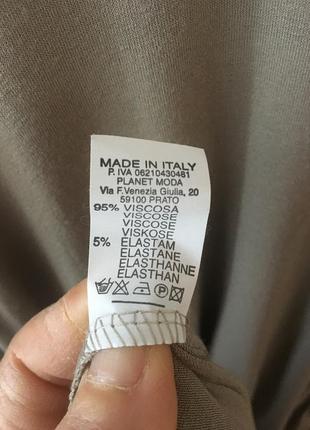 MADE IN ITALY
P. IVA 06210430481
PLANET MODA
Via F.Venezia Giulia, 20
59100 PRATO
95% VISCOSA
VISCOSE
VISCOSE
VISKOSE
5% ELASTAM
ELASTANE
ELASTHANNE
ELASTHAN